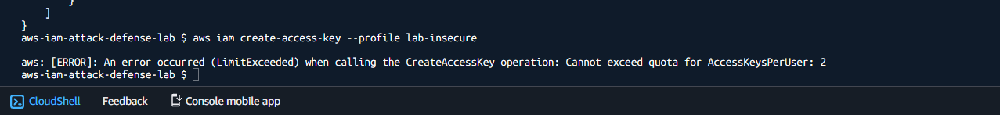 }
]
}
aws-iam-attack-defense-lab $ aws iam create-access-key --profile lab-insecure
aws: [ERROR]: An error occurred (LimitExceeded) when calling the CreateAccessKey operation: Cannot exceed quota for AccessKeysPerUser: 2
aws-iam-attack-defense-lab $
CloudShell Feedback Console mobile app